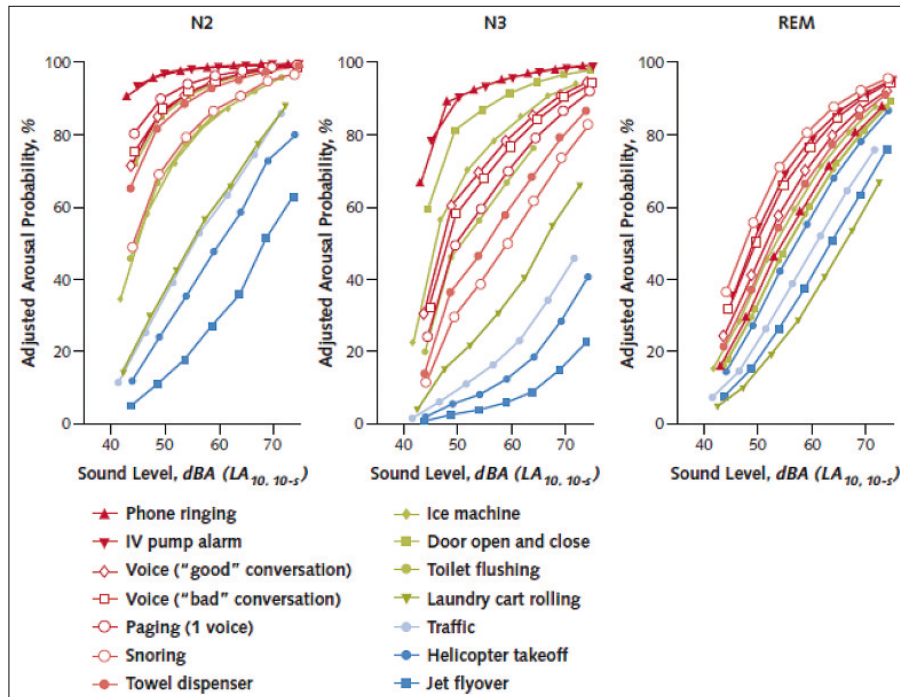 N2
N3
REM
Adjusted Arousal Probability, %
100
80
60
40
20
0
40
50
60
70
Sound Level, dBA (LA10, 10-s)
Adjusted Arousal Probability, %
100
80
60
40
20
0
40
50
60
70
Sound Level, dBA (LA10, 10-s)
Adjusted Arousal Probability, %
100
80
60
40
20
0
40
50
60
70
Sound Level, dBA (LA10, 10-s)
Phone ringing
IV pump alarm
Voice ("good" conversation)
Voice ("bad" conversation)
Paging (1 voice)
Snoring
Towel dispenser
Ice machine
Door open and close
Toilet flushing
Laundry cart rolling
Traffic
Helicopter takeoff
Jet flyover